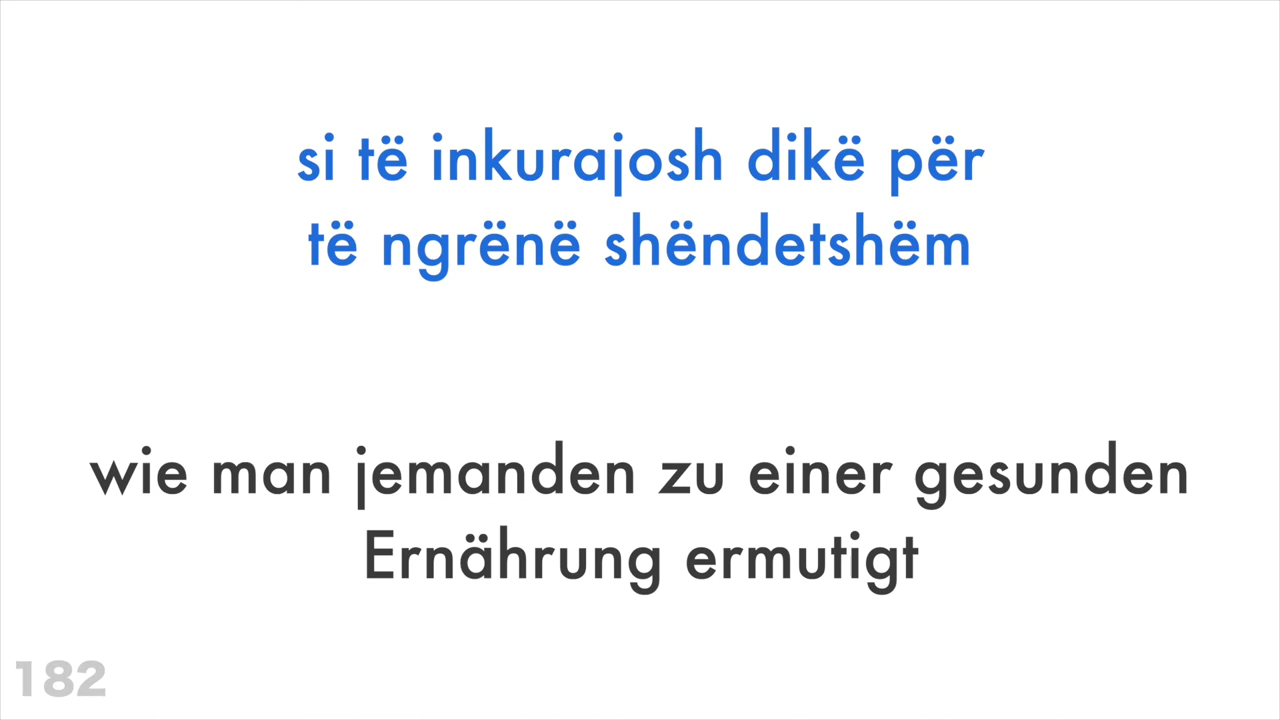 si të inkurajosh dikë për
të ngrënë shëndetshëm
wie man jemanden zu einer gesunden
Ernährung ermutigt
182